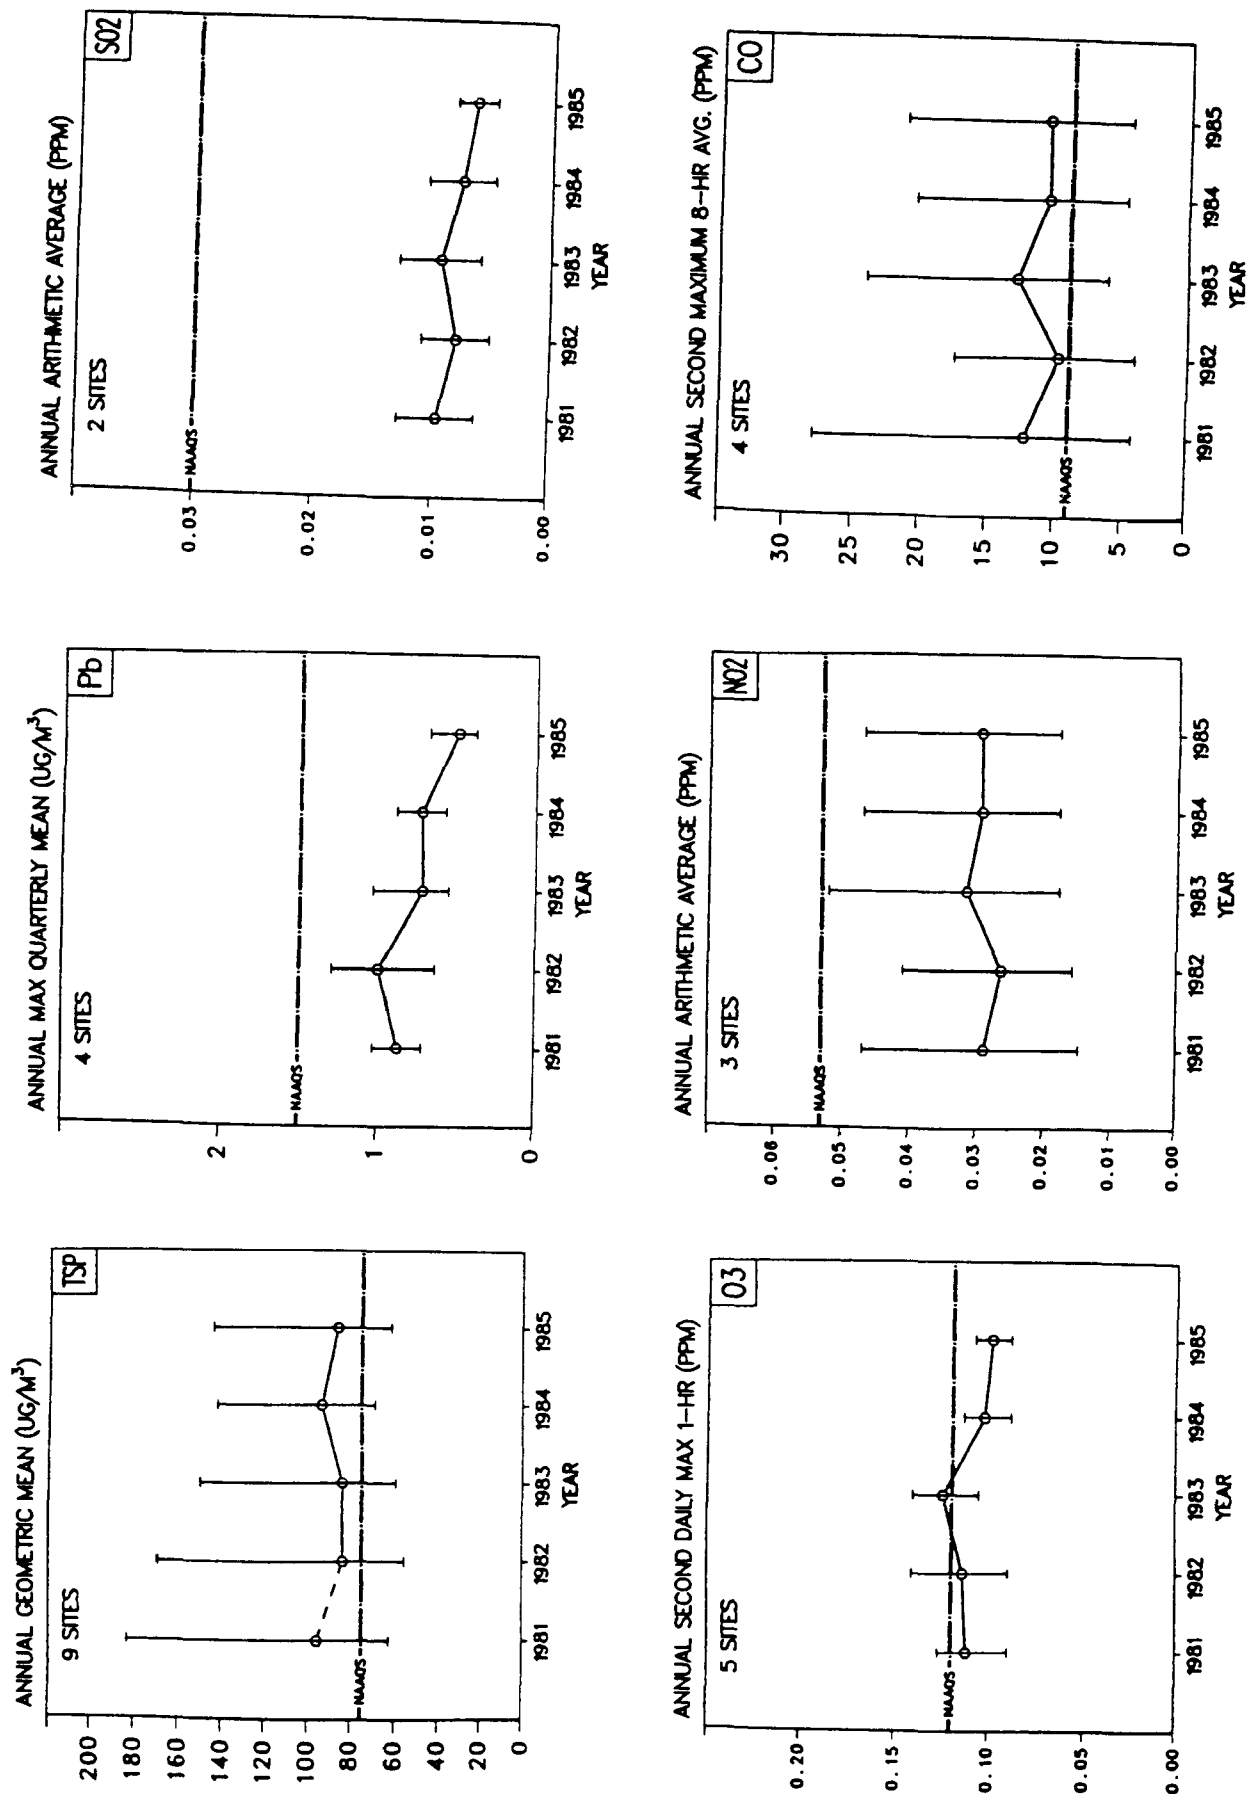 ANNUAL GEOMETRIC MEAN (UG/M³)
9 SITES
TSP
200
180
160
140
120
100
80
60
40
20
0
NAAQS
1981 1982 1983 1984 1985
YEAR
ANNUAL MAX QUARTERLY MEAN (UG/M³)
4 SITES
Pb
2
1
0
NAAQS
1981 1982 1983 1984 1985
YEAR
ANNUAL ARITHMETIC AVERAGE (PPM)
2 SITES
SO2
0.03
0.02
0.01
0.00
NAAQS
1981 1982 1983 1984 1985
YEAR
ANNUAL SECOND DAILY MAX 1-HR (PPM)
5 SITES
O3
0.20
0.15
0.10
0.05
0.00
NAAQS
1981 1982 1983 1984 1985
YEAR
ANNUAL ARITHMETIC AVERAGE (PPM)
3 SITES
NO2
0.06
0.05
0.04
0.03
0.02
0.01
0.00
NAAQS
1981 1982 1983 1984 1985
YEAR
ANNUAL SECOND MAXIMUM 8-HR AVG. (PPM)
4 SITES
CO
30
25
20
15
10
5
0
NAAQS
1981 1982 1983 1984 1985
YEAR